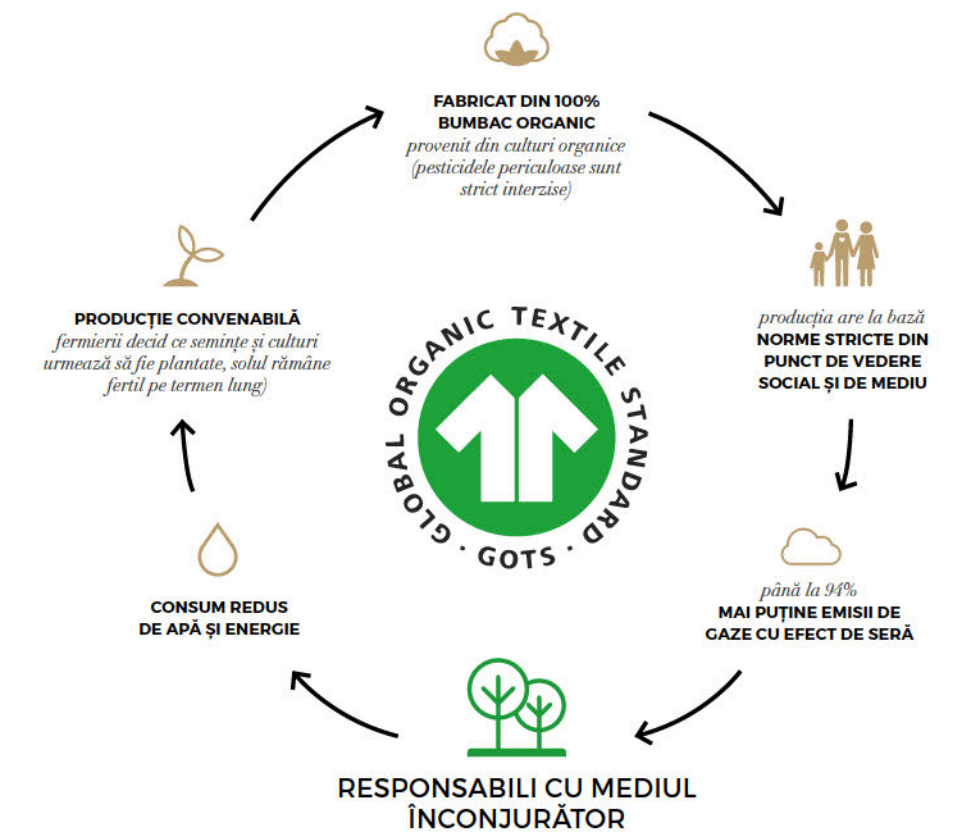 FABRICAT DIN 100%
BUMBAC ORGANIC
provenit din culturi organice
(pesticidele periculoase sunt
strict interzise)
producția are la bază
NORME STRICTE DIN
PUNCT DE VEDERE
SOCIAL ȘI DE MEDIU
până la 94%
MAI PUȚINE EMISII DE
GAZE CU EFECT DE SERĂ
RESPONSABILI CU MEDIUL
ÎNCONJURĂTOR
CONSUM REDUS
DE APĂ ȘI ENERGIE
PRODUCȚIE CONVENABILĂ
fermierii decid ce semințe și culturi
urmează să fie plantate, solul rămâne
fertil pe termen lung)
GLOBAL ORGANIC TEXTILE STANDARD
· GOTS ·